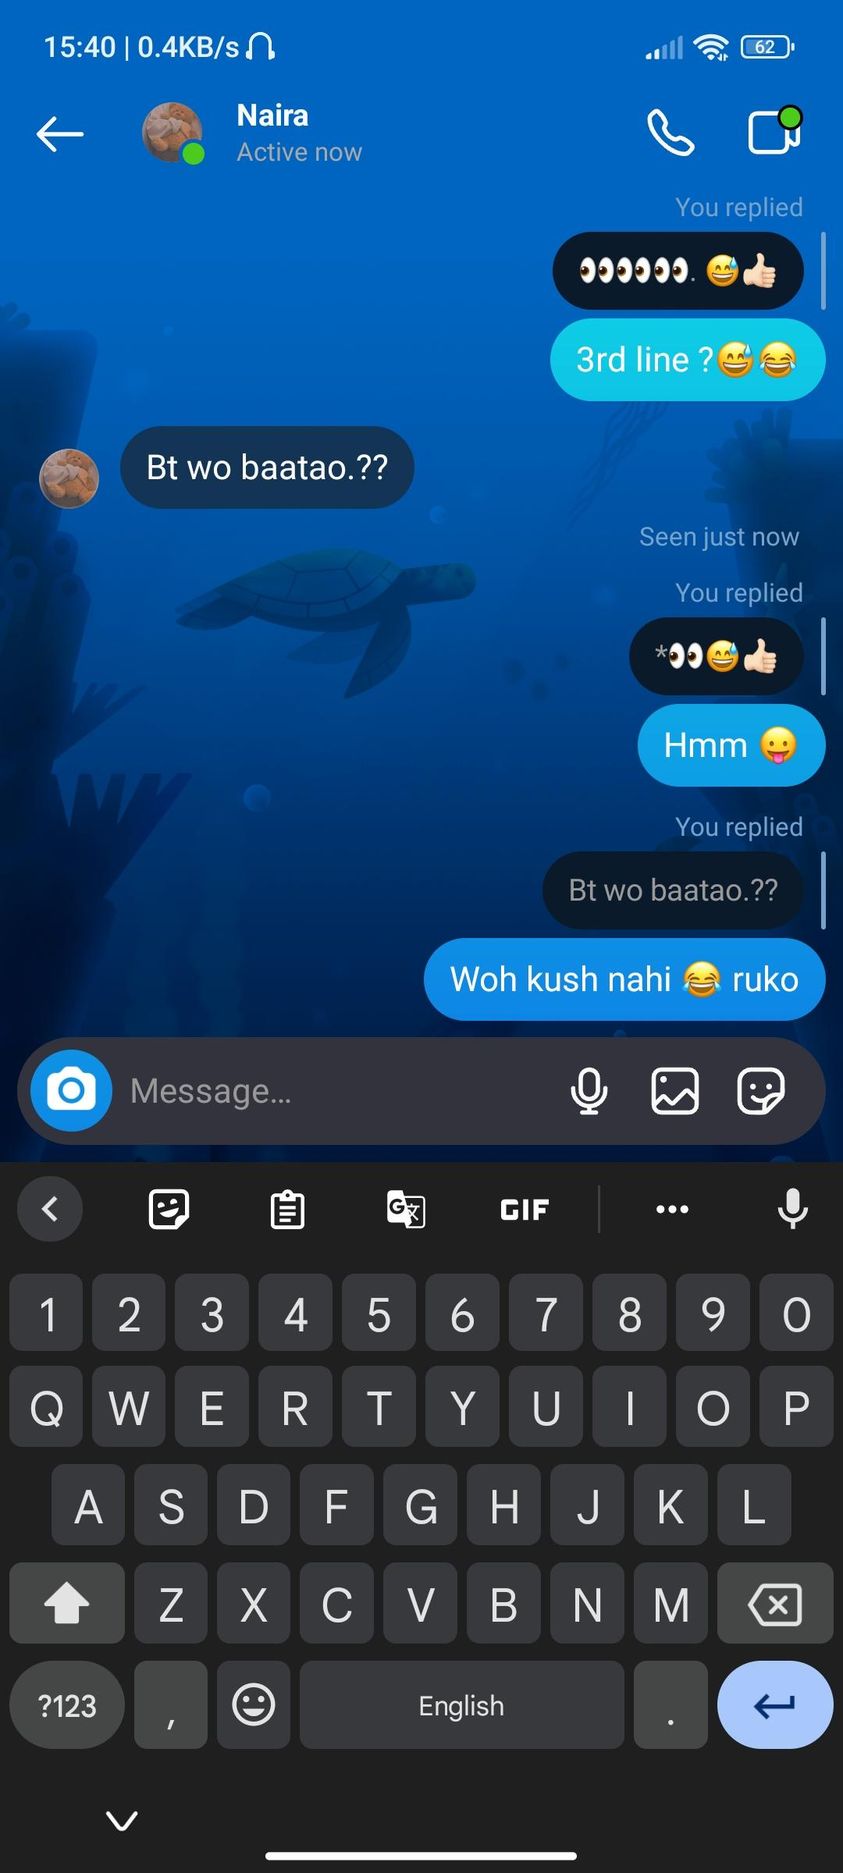 15:40 | 0.4KB/s
62
Naira
Active now
You replied
👀👀👀. 😅👍🏻
3rd line ?😅😂
Bt wo baatao.??
Seen just now
You replied
*👀😅👍🏻
Hmm 😛
You replied
Bt wo baatao.??
Woh kush nahi 😂 ruko
Message...
GIF
1 2 3 4 5 6 7 8 9 0
Q W E R T Y U I O P
A S D F G H J K L
Z X C V B N M
?123 , English .